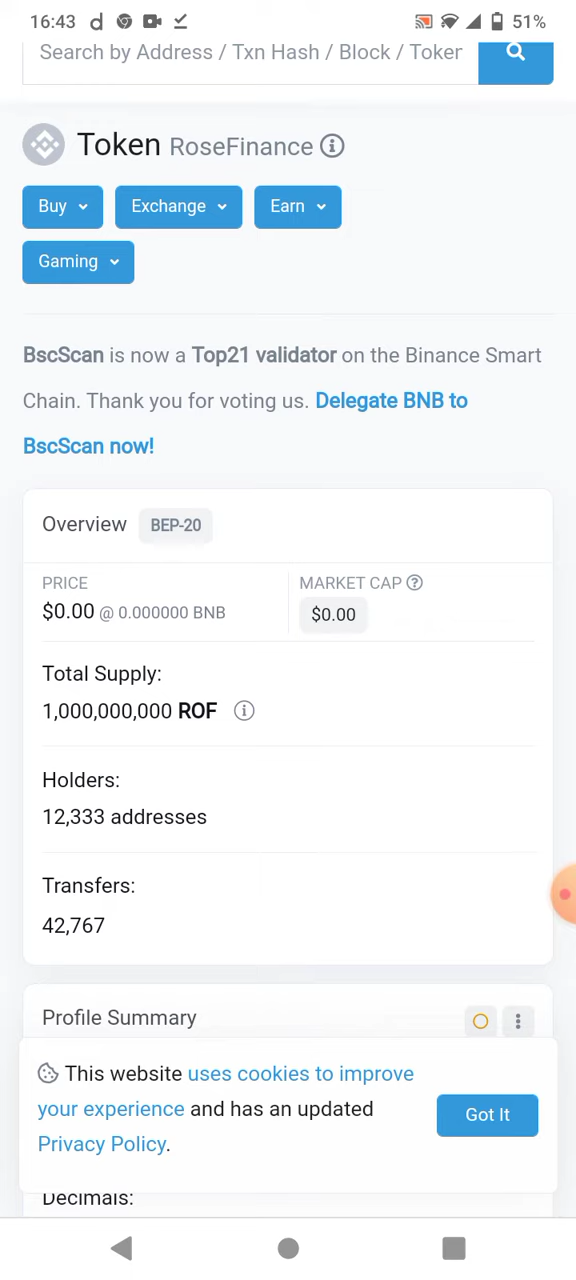 16:43 51%
Search by Address / Txn Hash / Block / Token
Token RoseFinance
Buy Exchange Earn
Gaming
BscScan is now a Top21 validator on the Binance Smart
Chain. Thank you for voting us. Delegate BNB to
BscScan now!
Overview BEP-20
PRICE MARKET CAP
$0.00 @ 0.000000 BNB $0.00
Total Supply:
1,000,000,000 ROF
Holders:
12,333 addresses
Transfers:
42,767
Profile Summary
This website uses cookies to improve
your experience and has an updated
Privacy Policy.
Got It
Decimals: